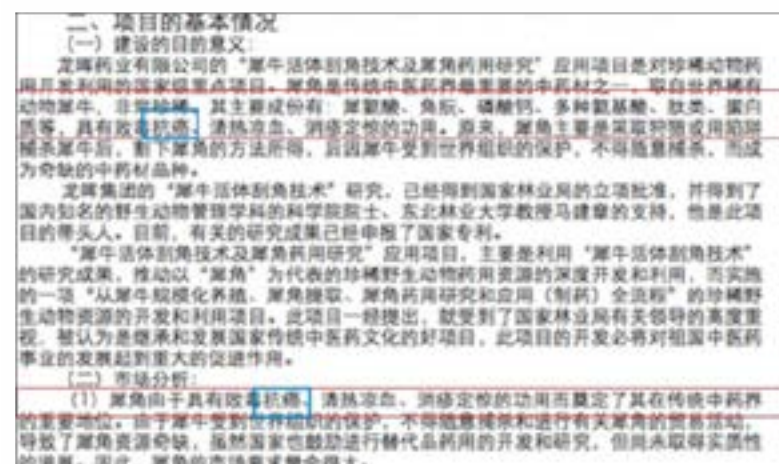 二、项目的基本情况
（一）建设的目的意义：
龙晖药业有限公司的“犀牛活体刮角技术及犀角药用研究”应用项目是对珍稀动物药
用开发利用的国家级重点项目。犀角是传统中医药界最重要的中药材之一，取自世界稀有
动物犀牛，非常珍稀。其主要成份有：犀氨酸、角朊、磷酸钙、多种氨基酸、肽类、蛋白
质等，具有败毒抗癌、清热凉血、消痰定惊的功用。原来，犀角主要是采取狩猎或用陷阱
捕杀犀牛后，割下犀角的方法所得，后因犀牛受到世界组织的保护，不得随意捕杀，而成
为奇缺的中药材品种。
龙晖集团的“犀牛活体刮角技术”研究，已经得到国家林业局的立项批准，并得到了
国内知名的野生动物管理学科的科学院院士、东北林业大学教授马建章的支持，他是此项
目的带头人。目前，有关的研究成果已经申报了国家专利。
“犀牛活体刮角技术及犀角药用研究”应用项目，主要是利用“犀牛活体刮角技术”
的研究成果，推动以“犀角”为代表的珍稀野生动物药用资源的深度开发和利用，而实施
的一项“从犀牛规模化养殖、犀角提取、犀角药用研究和应用（制药）全流程”的珍稀野
生动物资源的开发和利用项目。此项目一经提出，就受到了国家林业局有关领导的高度重
视，被认为是继承和发展国家传统中医药文化的好项目，此项目的开发必将对祖国中医药
事业的发展起到重大的促进作用。
（二）市场分析：
（1）犀角由于具有败毒抗癌、清热凉血、消痰定惊的功用而奠定了其在传统中药界
的重要地位。由于犀牛受到世界组织的保护，不得随意捕杀和进行有关犀角的贸易活动，
导致了犀角资源奇缺，虽然国家也鼓励进行替代品药用的开发和研究，但尚未取得实质性
的进展。因此，犀角的市场需求